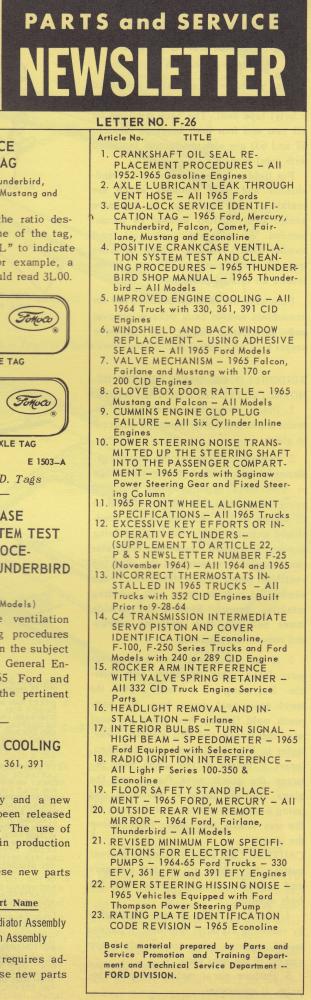 PARTS and SERVICE
NEWSLETTER
LETTER NO. F-26
Article No. TITLE
1. CRANKSHAFT OIL SEAL RE-
PLACEMENT PROCEDURES – All
1952-1965 Gasoline Engines
2. AXLE LUBRICANT LEAK THROUGH
VENT HOSE – All 1965 Fords
3. EQUA-LOCK SERVICE IDENTIFI-
CATION TAG – 1965 Ford, Mercury,
Thunderbird, Falcon, Comet, Fair-
lane, Mustang and Econoline
4. POSITIVE CRANKCASE VENTILA-
TION SYSTEM TEST AND CLEAN-
ING PROCEDURES – 1965 THUNDER-
BIRD SHOP MANUAL – 1965 Thunder-
bird – All Models
5. IMPROVED ENGINE COOLING – All
1964 Truck with 330, 361, 391 CID
Engines
6. WINDSHIELD AND BACK WINDOW
REPLACEMENT – USING ADHESIVE
SEALER – All 1965 Ford Models
7. VALVE MECHANISM – 1965 Falcon,
Fairlane and Mustang with 170 or
200 CID Engines
8. GLOVE BOX DOOR RATTLE – 1965
Mustang and Falcon – All Models
9. CUMMINS ENGINE GLO PLUG
FAILURE – All Six Cylinder Inline
Engines
10. POWER STEERING NOISE TRANS-
MITTED UP THE STEERING SHAFT
INTO THE PASSENGER COMPART-
MENT – 1965 Fords with Saginaw
Power Steering Gear and Fixed Steer-
ing Column
11. 1965 FRONT WHEEL ALIGNMENT
SPECIFICATIONS – All 1965 Trucks
12. EXCESSIVE KEY EFFORTS OR IN-
OPERATIVE CYLINDERS –
(SUPPLEMENT TO ARTICLE 22,
P & S NEWSLETTER NUMBER F-25
(November 1964) – All 1964 and 1965
13. INCORRECT THERMOSTATS IN-
STALLED IN 1965 TRUCKS – All
Trucks with 352 CID Engines Built
Prior to 9-28-64
14. C4 TRANSMISSION INTERMEDIATE
SERVO PISTON AND COVER
IDENTIFICATION – Econoline,
F-100, F-250 Series Trucks and Ford
Models with 240 or 289 CID Engine
15. ROCKER ARM INTERFERENCE
WITH VALVE SPRING RETAINER –
All 332 CID Truck Engine Service
Parts
16. HEADLIGHT REMOVAL AND IN-
STALLATION – Fairlane
17. INTERIOR BULBS – TURN SIGNAL –
HIGH BEAM – SPEEDOMETER – 1965
Ford Equipped with Selectaire
18. RADIO IGNITION INTERFERENCE –
All Light F Series 100-350 &
Econoline
19. FLOOR SAFETY STAND PLACE-
MENT – 1965 FORD, MERCURY – All
20. OUTSIDE REAR VIEW REMOTE
MIRROR – 1964 Ford, Fairlane,
Thunderbird – All Models
21. REVISED MINIMUM FLOW SPECIFI-
CATIONS FOR ELECTRIC FUEL
PUMPS – 1964-65 Ford Trucks – 330
EFV, 361 EFW and 391 EFY Engines
22. POWER STEERING HISSING NOISE –
1965 Vehicles Equipped with Ford
Thompson Power Steering Pump
23. RATING PLATE IDENTIFICATION
CODE REVISION – 1965 Econoline
Basic material prepared by Parts and
Service Promotion and Training Depart-
ment and Technical Service Department --
FORD DIVISION.
CE
AG
underbird,
Mustang and
the ratio des-
ne of the tag,
L" to indicate
or example, a
uld read 3L00.
FoMoCo ®
E TAG
FoMoCo ®
XLE TAG
E 1503-A
D. Tags
ASE
TEM TEST
OCE-
UNDERBIRD
Models)
e ventilation
g procedures
n the subject
General En-
65 Ford and
the pertinent
COOLING
361, 391
y and a new
been released
. The use of
in production
ese new parts
rt Name
diator Assembly
n Assembly
requires ad-
se new parts